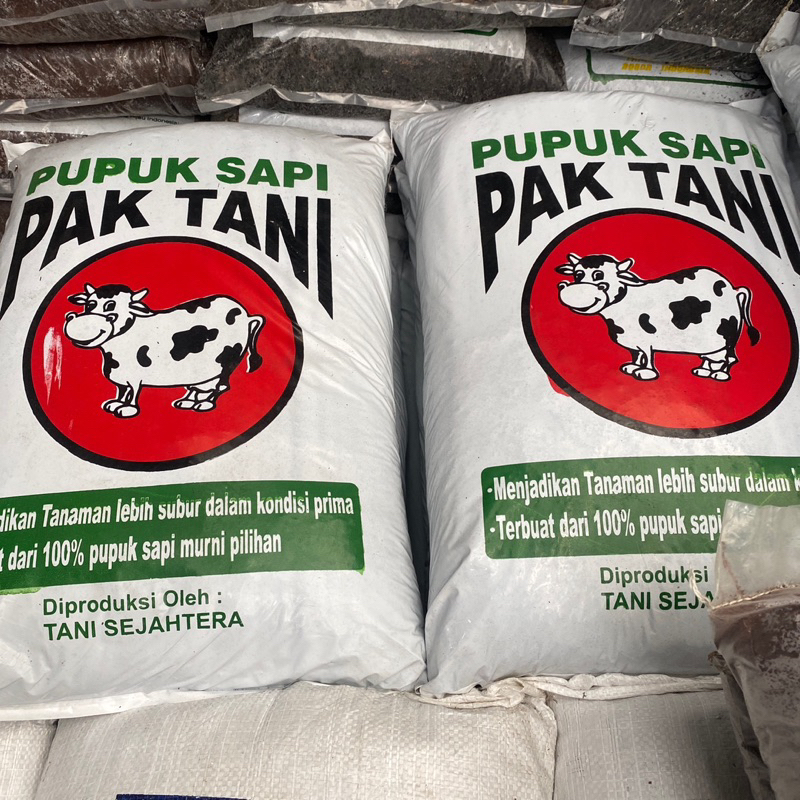 PUPUK SAPI
PAK TANI
dikan Tanaman lebih subur dalam kondisi prima
dari 100% pupuk sapi murni pilihan
Diproduksi Oleh :
TANI SEJAHTERA
PUPUK SAPI
PAK TANI
-Menjadikan Tanaman lebih subur dalam
-Terbuat dari 100% pupuk sapi
Diproduksi
TANI SEJA